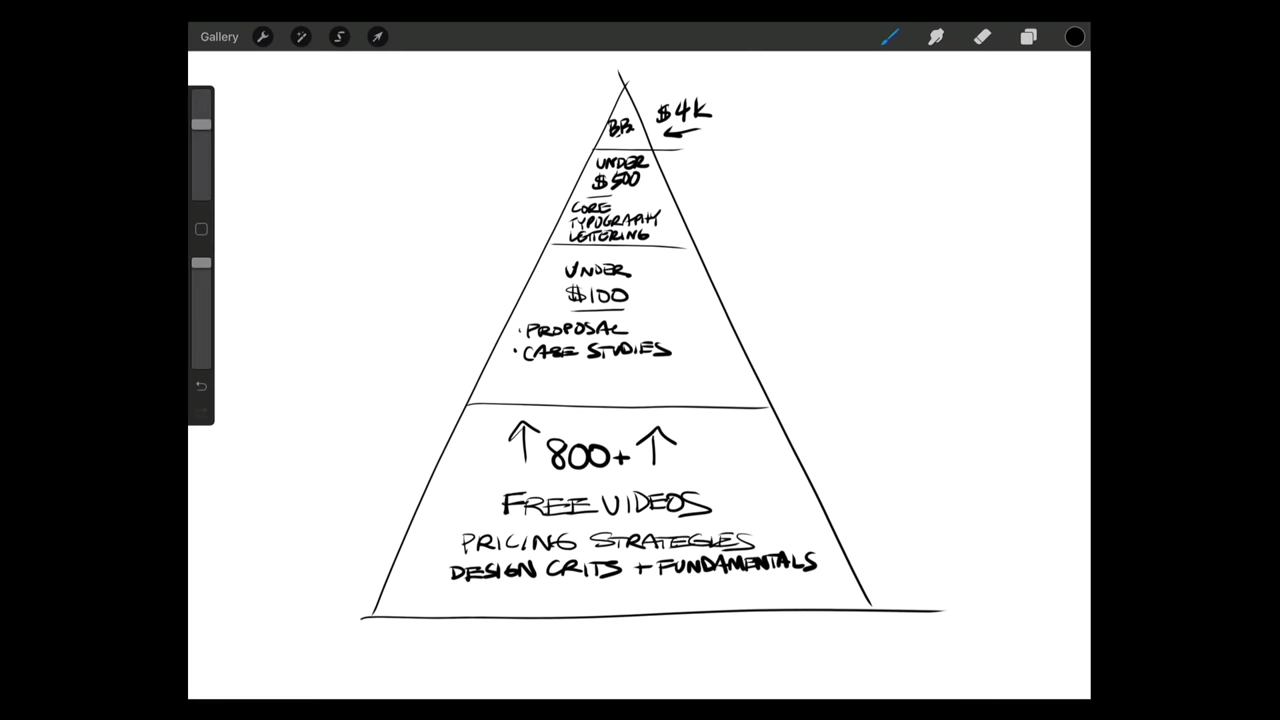 Gallery
$4K
BB2
UNDER
$500
CORE
TYPOGRAPHY
LETTERING
UNDER
$100
• PROPOSAL
• CASE STUDIES
↑ 800+ ↑
FREE VIDEOS
PRICING STRATEGIES
DESIGN CRITS + FUNDAMENTALS